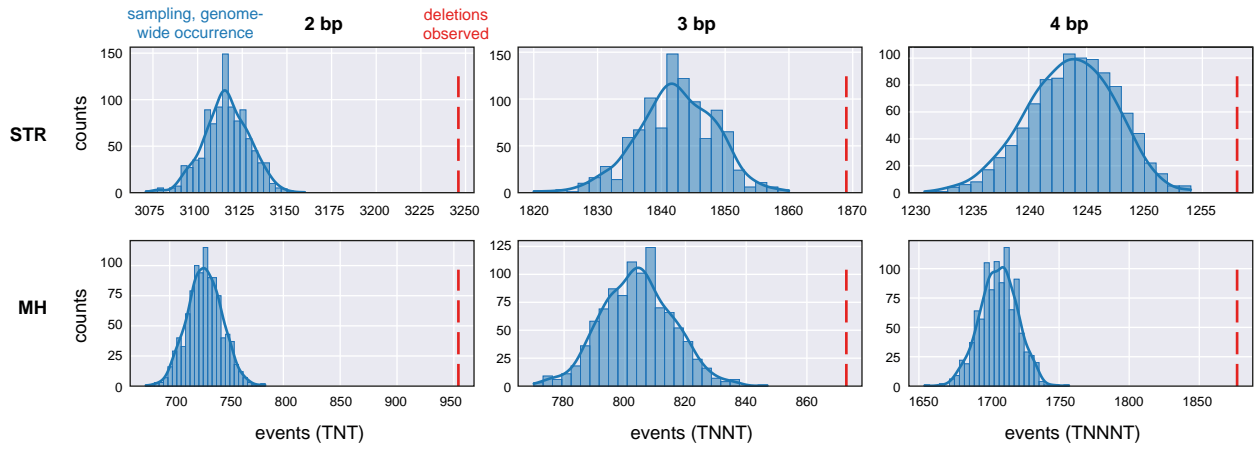 sampling, genome-
wide occurrence
2 bp
deletions
observed
3 bp
4 bp
STR
counts
150
100
50
0
3075 3100 3125 3150 3175 3200 3225 3250
150
100
50
0
1820 1830 1840 1850 1860 1870
100
80
60
40
20
0
1230 1235 1240 1245 1250 1255
MH
counts
100
75
50
25
0
700 750 800 850 900 950
events (TNT)
125
100
75
50
25
0
780 800 820 840 860
events (TNNT)
100
75
50
25
0
1650 1700 1750 1800 1850
events (TNNNT)